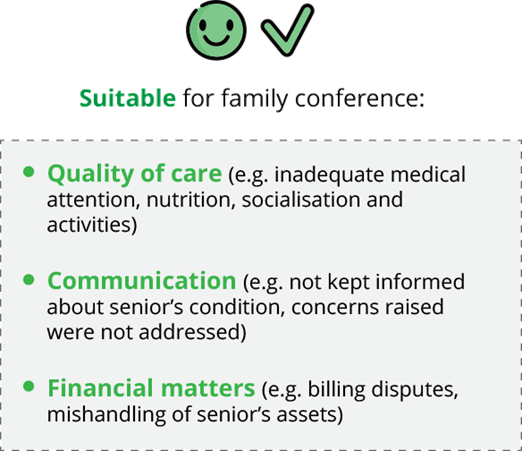 Suitable for family conference:
• Quality of care (e.g. inadequate medical
attention, nutrition, socialisation and
activities)
• Communication (e.g. not kept informed
about senior’s condition, concerns raised
were not addressed)
• Financial matters (e.g. billing disputes,
mishandling of senior’s assets)